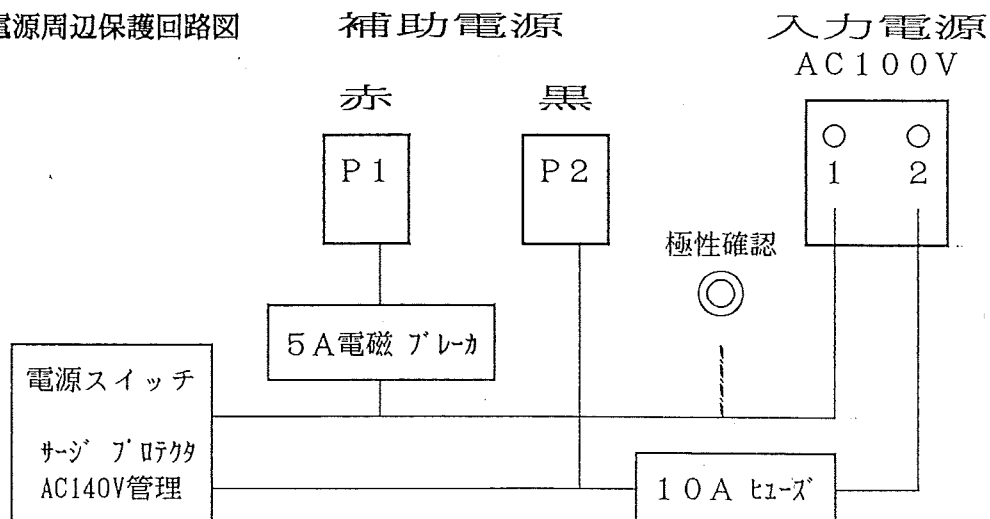 電源周辺保護回路図
補助電源
入力電源
AC100V
赤
黒
P1
P2
1
2
極性確認
5A電磁 ブレーカ
電源スイッチ
サージ プロテクタ
AC140V管理
10A ヒューズ